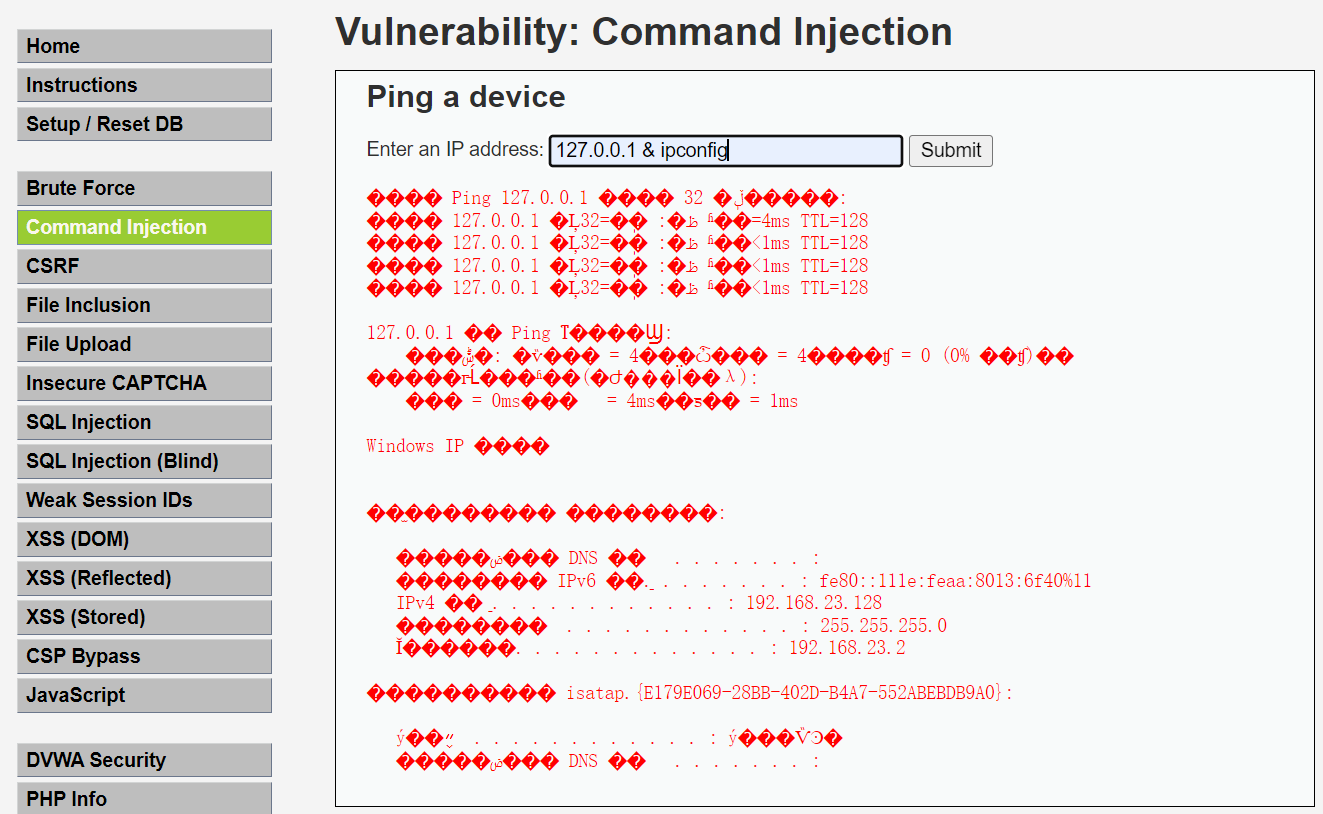 Home
Instructions
Setup / Reset DB
Brute Force
Command Injection
CSRF
File Inclusion
File Upload
Insecure CAPTCHA
SQL Injection
SQL Injection (Blind)
Weak Session IDs
XSS (DOM)
XSS (Reflected)
XSS (Stored)
CSP Bypass
JavaScript
DVWA Security
PHP Info
Vulnerability: Command Injection
Ping a device
Enter an IP address: 127.0.0.1 & ipconfig Submit
���� Ping 127.0.0.1 ���� 32 �����:
���� 127.0.0.1 32= : =4ms TTL=128
���� 127.0.0.1 32= : <1ms TTL=128
���� 127.0.0.1 32= : <1ms TTL=128
���� 127.0.0.1 32= : <1ms TTL=128
127.0.0.1 �� Ping :
: = 4 = 4 = 0 (0% )��
( ):
��� = 0ms��� = 4ms = 1ms
Windows IP ����
:
DNS �� . . . . . . . :
�������� IPv6 ��. . . . . . . . : fe80::111e:feaa:8013:6f40%11
IPv4 �� . . . . . . . . . . . . : 192.168.23.128
�������� . . . . . . . . . . . . : 255.255.255.0
. . . . . . . . . . . . . : 192.168.23.2
���������� isatap.{E179E069-28BB-402D-B4A7-552ABEBDB9A0}:
. . . . . . . . . . . . :
DNS �� . . . . . . . :